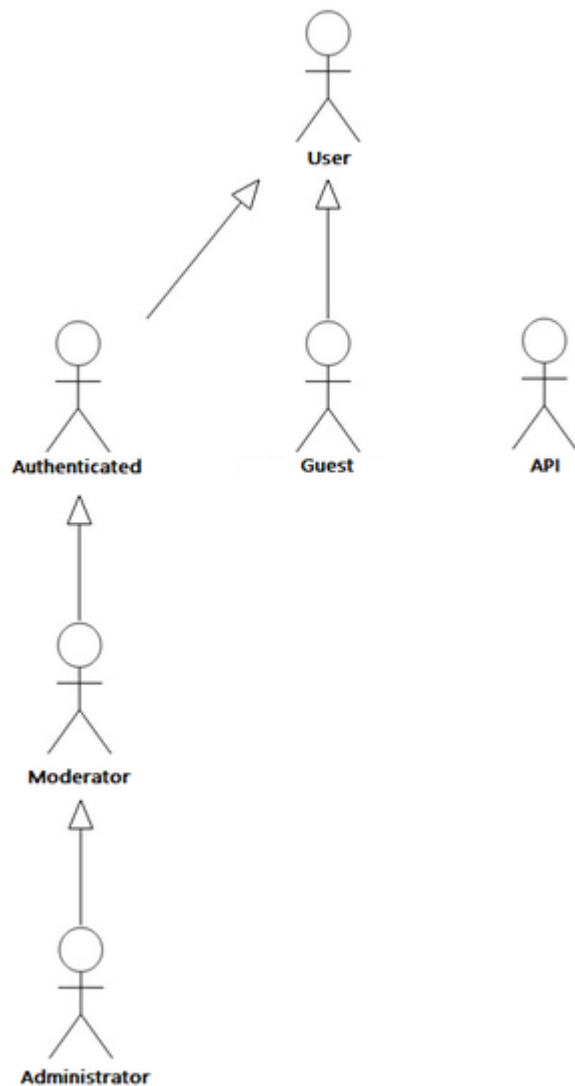 User
Authenticated
Guest
API
Moderator
Administrator